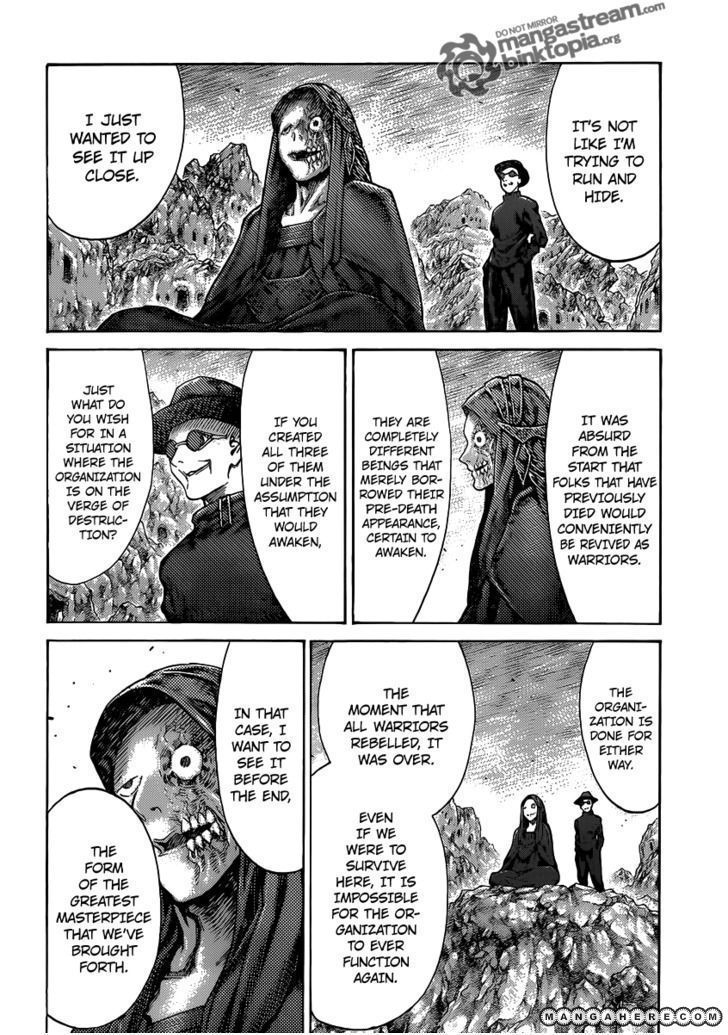 DO NOT MIRROR
mangastream.com
binktopia.org
IT'S NOT
LIKE I'M
TRYING TO
RUN AND
HIDE.
I JUST
WANTED TO
SEE IT UP
CLOSE.
IT WAS
ABSURD
FROM THE
START THAT
FOLKS THAT HAVE
PREVIOUSLY
DIED WOULD
CONVENIENTLY
BE REVIVED AS
WARRIORS.
THEY ARE
COMPLETELY
DIFFERENT
BEINGS THAT
MERELY BOR-
ROWED THEIR
PRE-DEATH
APPEARANCE,
CERTAIN TO
AWAKEN.
IF YOU
CREATED
ALL THREE
OF THEM
UNDER THE
ASSUMPTION
THAT THEY
WOULD
AWAKEN,
JUST
WHAT DO
YOU WISH
FOR IN A
SITUATION
WHERE THE
ORGANIZATION
IS ON THE
VERGE OF
DESTRUC-
TION?
THE
ORGANI-
ZATION IS
DONE FOR
EITHER
WAY.
THE
MOMENT THAT
ALL WARRIORS
REBELLED, IT
WAS OVER.
EVEN
IF WE
WERE TO
SURVIVE
HERE, IT IS
IMPOSSIBLE
FOR THE OR-
GANIZATION
TO EVER
FUNCTION
AGAIN.
IN THAT
CASE, I
WANT TO
SEE IT
BEFORE
THE END,
THE
FORM
OF THE
GREATEST
MASTERPIECE
THAT WE'VE
BROUGHT
FORTH.
MANGAHERE.COM